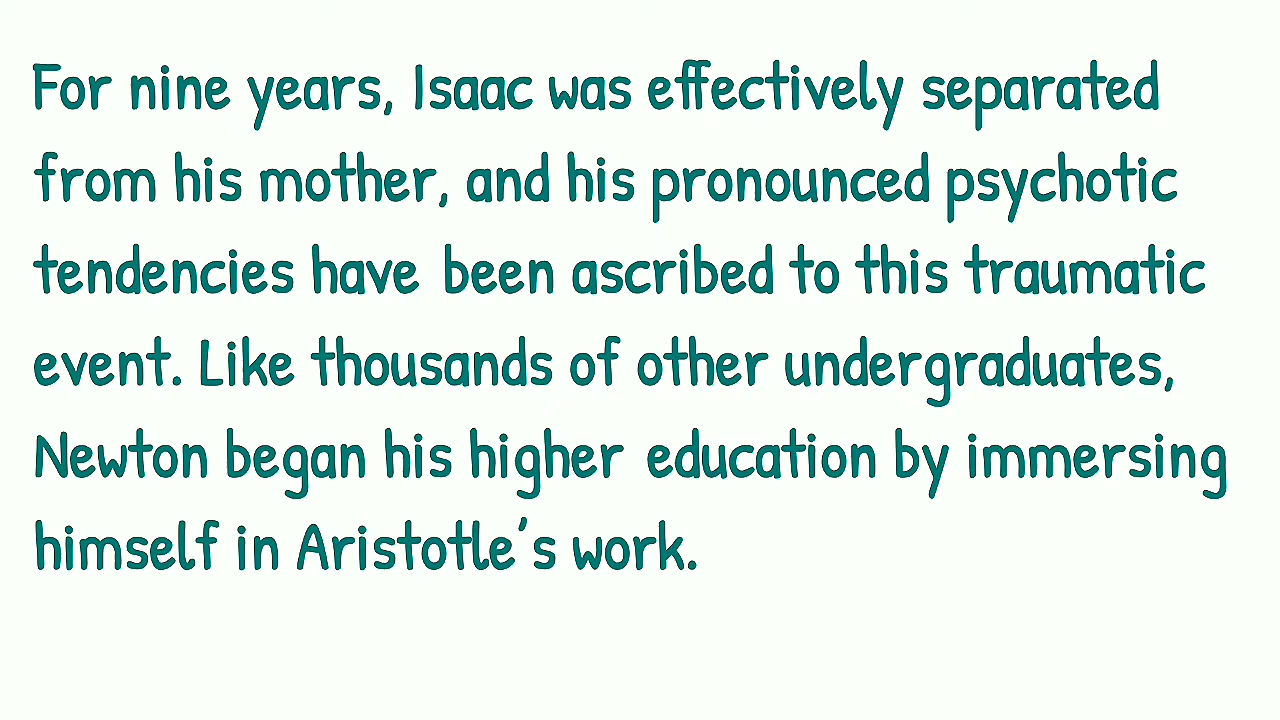 For nine years, Isaac was effectively separated
from his mother, and his pronounced psychotic
tendencies have been ascribed to this traumatic
event. Like thousands of other undergraduates,
Newton began his higher education by immersing
himself in Aristotle's work.